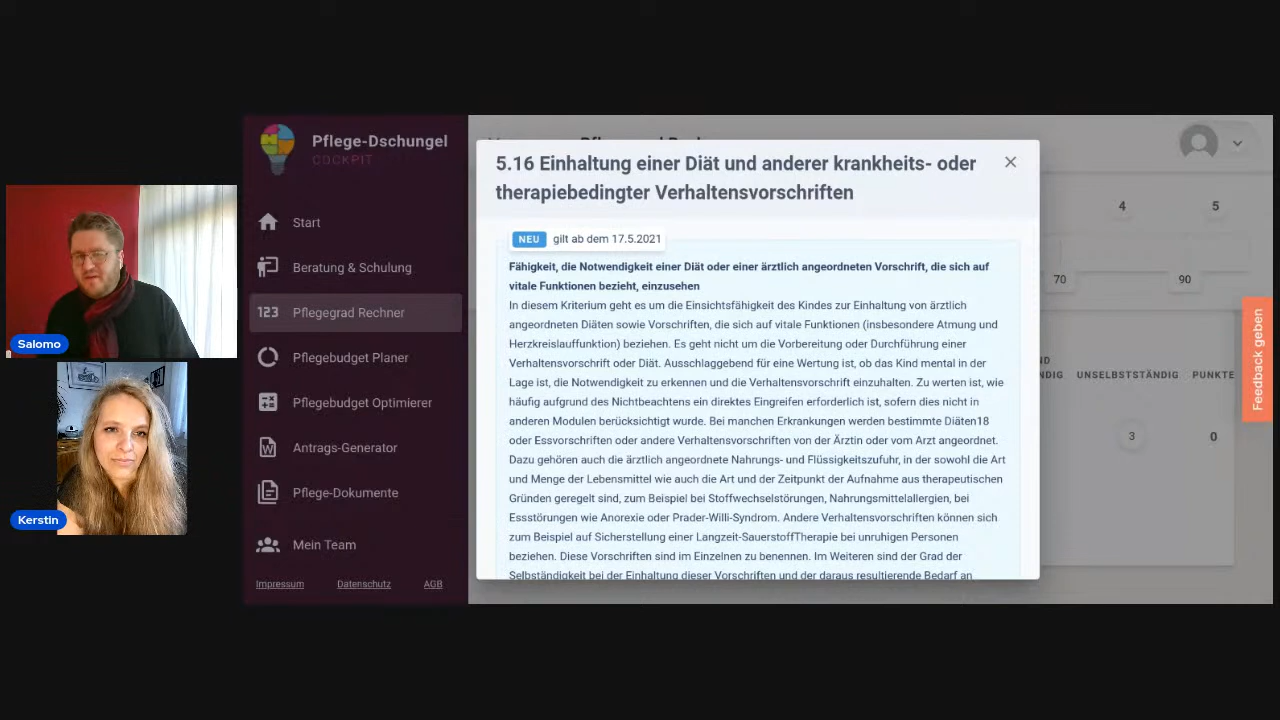 Salomo
Kerstin
Pflege-Dschungel
COCKPIT
Start
Beratung & Schulung
123 Pflegegrad Rechner
Pflegebudget Planer
Pflegebudget Optimierer
Antrags-Generator
Pflege-Dokumente
Mein Team
Impressum Datenschutz AGB
5.16 Einhaltung einer Diät und anderer krankheits- oder
therapiebedingter Verhaltensvorschriften
NEU gilt ab dem 17.5.2021
Fähigkeit, die Notwendigkeit einer Diät oder einer ärztlich angeordneten Vorschrift, die sich auf
vitale Funktionen bezieht, einzusehen
In diesem Kriterium geht es um die Einsichtsfähigkeit des Kindes zur Einhaltung von ärztlich
angeordneten Diäten sowie Vorschriften, die sich auf vitale Funktionen (insbesondere Atmung und
Herzkreislauffunktion) beziehen. Es geht nicht um die Vorbereitung oder Durchführung einer
Verhaltensvorschrift oder Diät. Ausschlaggebend für eine Wertung ist, ob das Kind mental in der
Lage ist, die Notwendigkeit zu erkennen und die Verhaltensvorschrift einzuhalten. Zu werten ist, wie
häufig aufgrund des Nichtbeachtens ein direktes Eingreifen erforderlich ist, sofern dies nicht in
anderen Modulen berücksichtigt wurde. Bei manchen Erkrankungen werden bestimmte Diäten18
oder Essvorschriften oder andere Verhaltensvorschriften von der Ärztin oder vom Arzt angeordnet.
Dazu gehören auch die ärztlich angeordnete Nahrungs- und Flüssigkeitszufuhr, in der sowohl die Art
und Menge der Lebensmittel wie auch die Art und der Zeitpunkt der Aufnahme aus therapeutischen
Gründen geregelt sind, zum Beispiel bei Stoffwechselstörungen, Nahrungsmittelallergien, bei
Essstörungen wie Anorexie oder Prader-Willi-Syndrom. Andere Verhaltensvorschriften können sich
zum Beispiel auf Sicherstellung einer Langzeit-SauerstoffTherapie bei unruhigen Personen
beziehen. Diese Vorschriften sind im Einzelnen zu benennen. Im Weiteren sind der Grad der
Selbständigkeit bei der Einhaltung dieser Vorschriften und der daraus resultierende Bedarf an
4 5
70 90
UNSELBSTSTÄNDIG PUNKTE
3 0
Feedback geben